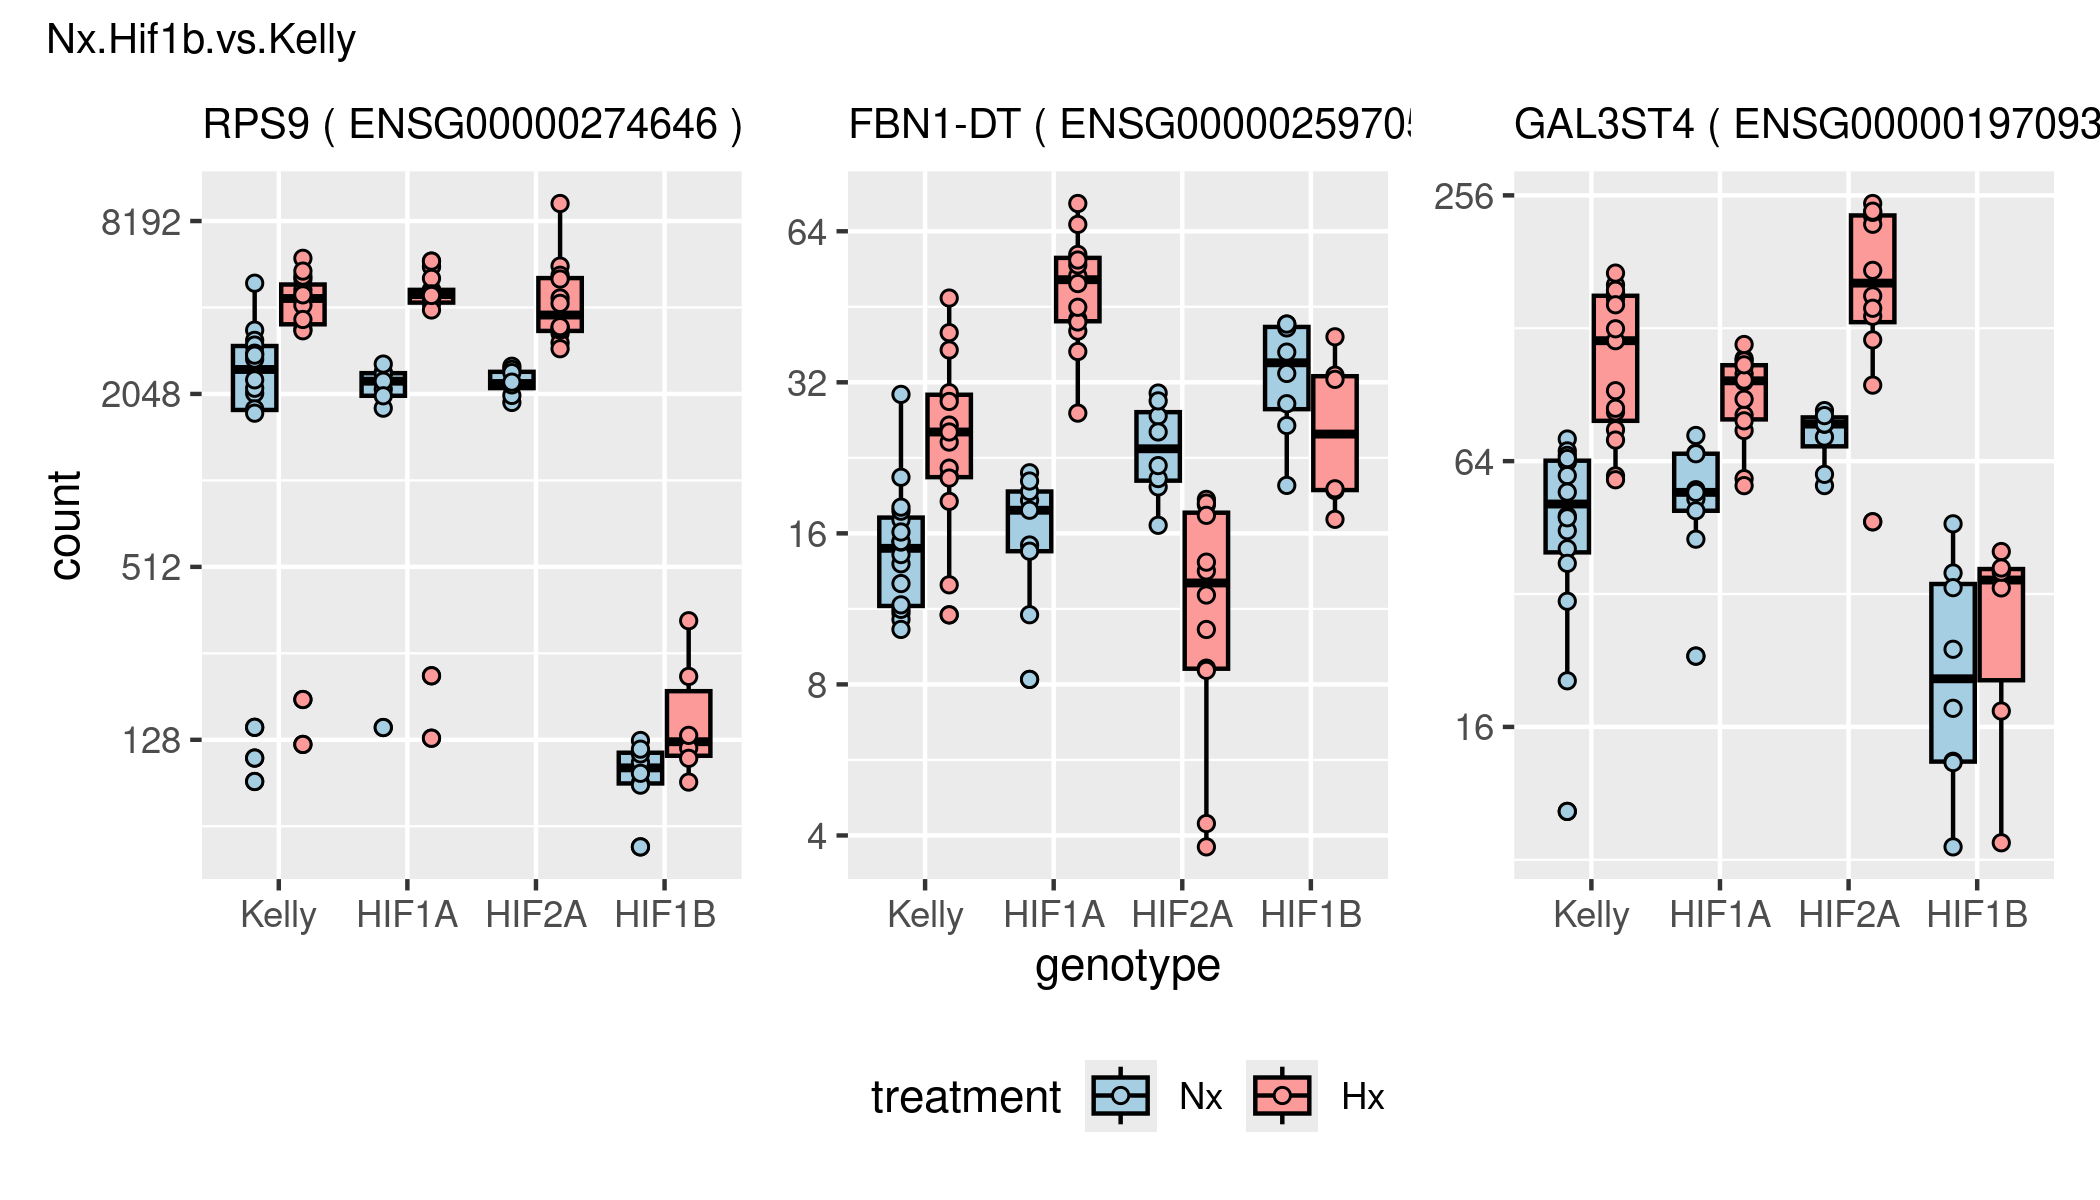 Nx.Hif1b.vs.Kelly
RPS9 ( ENSG00000274646 )
FBN1-DT ( ENSG00000259705
GAL3ST4 ( ENSG00000197093
count
8192
2048
512
128
64
32
16
8
4
256
64
16
Kelly HIF1A HIF2A HIF1B
Kelly HIF1A HIF2A HIF1B
Kelly HIF1A HIF2A HIF1B
genotype
treatment Nx Hx